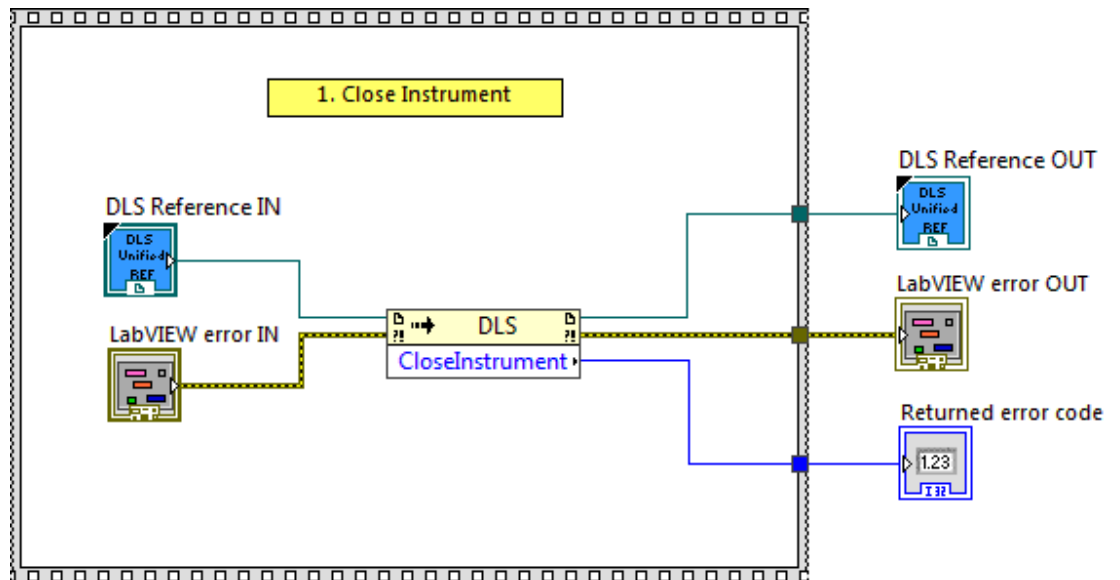 1. Close Instrument
DLS Reference OUT
DLS
Unified
REF
DLS Reference IN
DLS
Unified
REF
LabVIEW error OUT
LabVIEW error IN
?! DLS ?!
CloseInstrument
Returned error code
1.23
I32